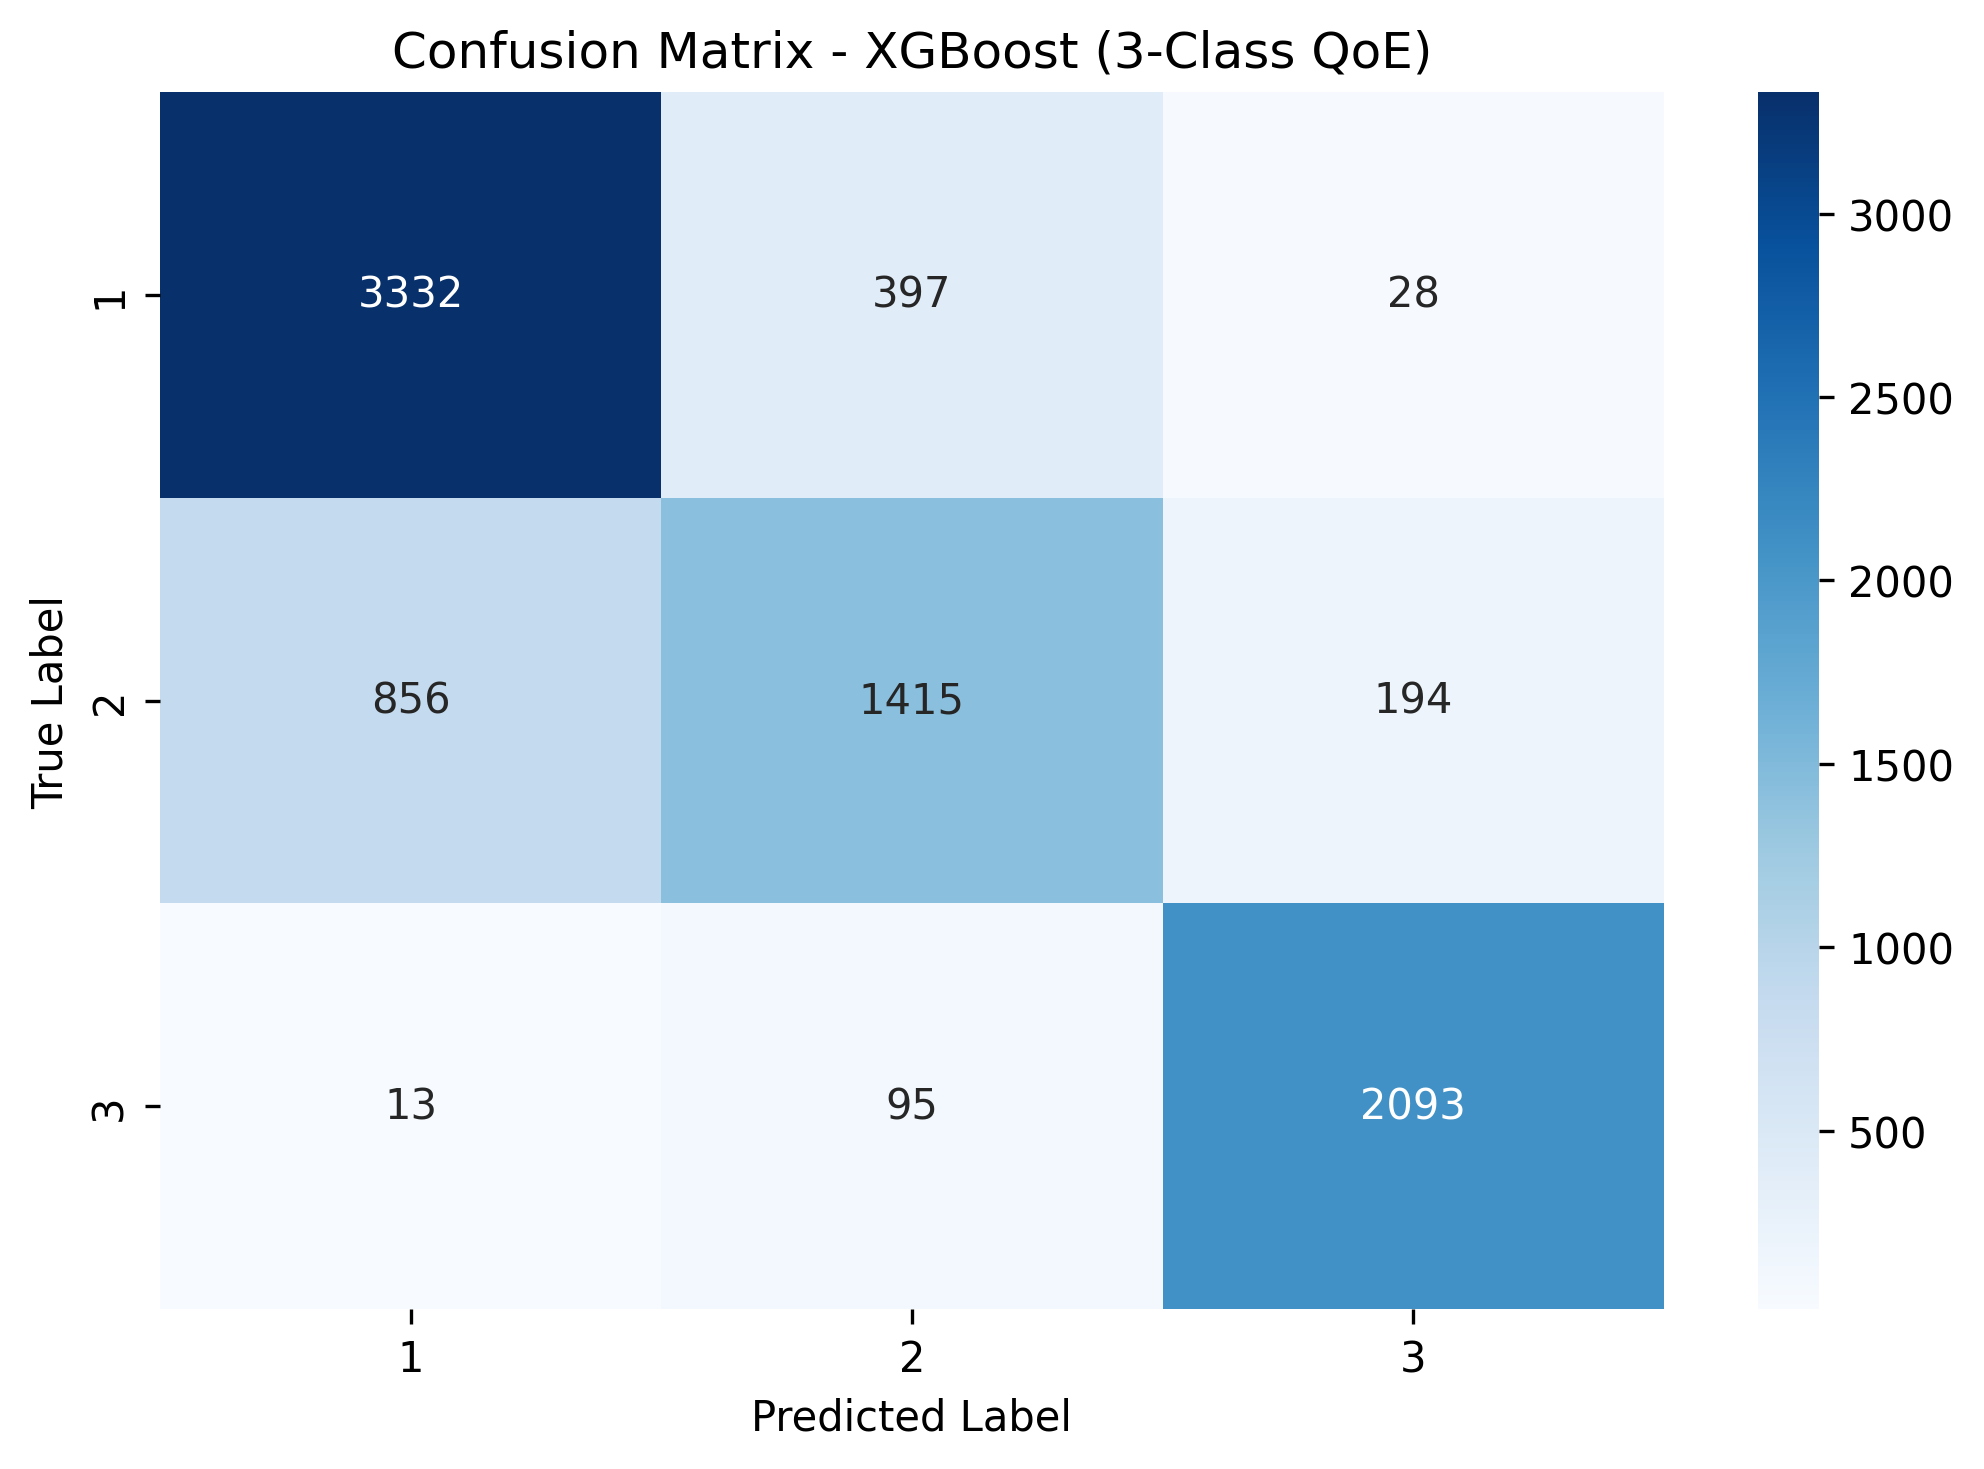 Confusion Matrix - XGBoost (3-Class QoE)
True Label
1 3332 397 28
2 856 1415 194
3 13 95 2093
1 2 3
Predicted Label
3000
2500
2000
1500
1000
500